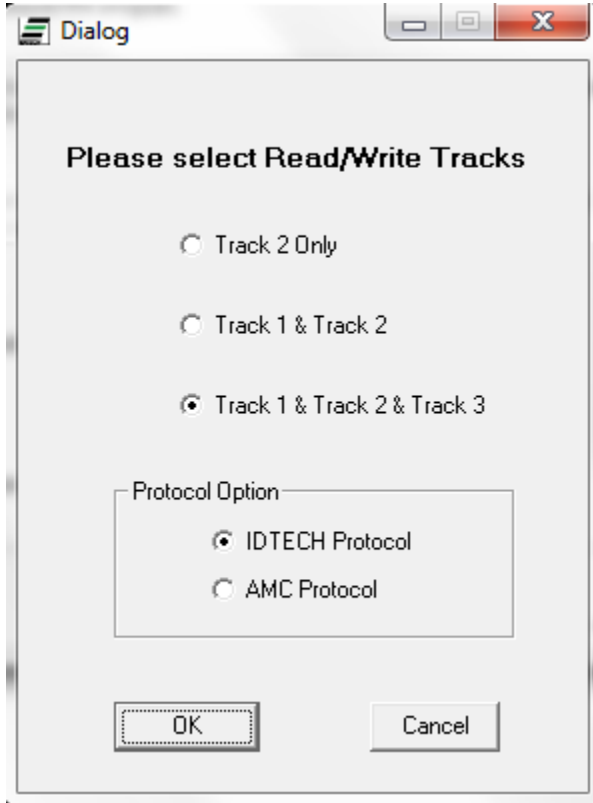 Dialog
Please select Read/Write Tracks
Track 2 Only
Track 1 & Track 2
Track 1 & Track 2 & Track 3
Protocol Option
IDTECH Protocol
AMC Protocol
OK Cancel